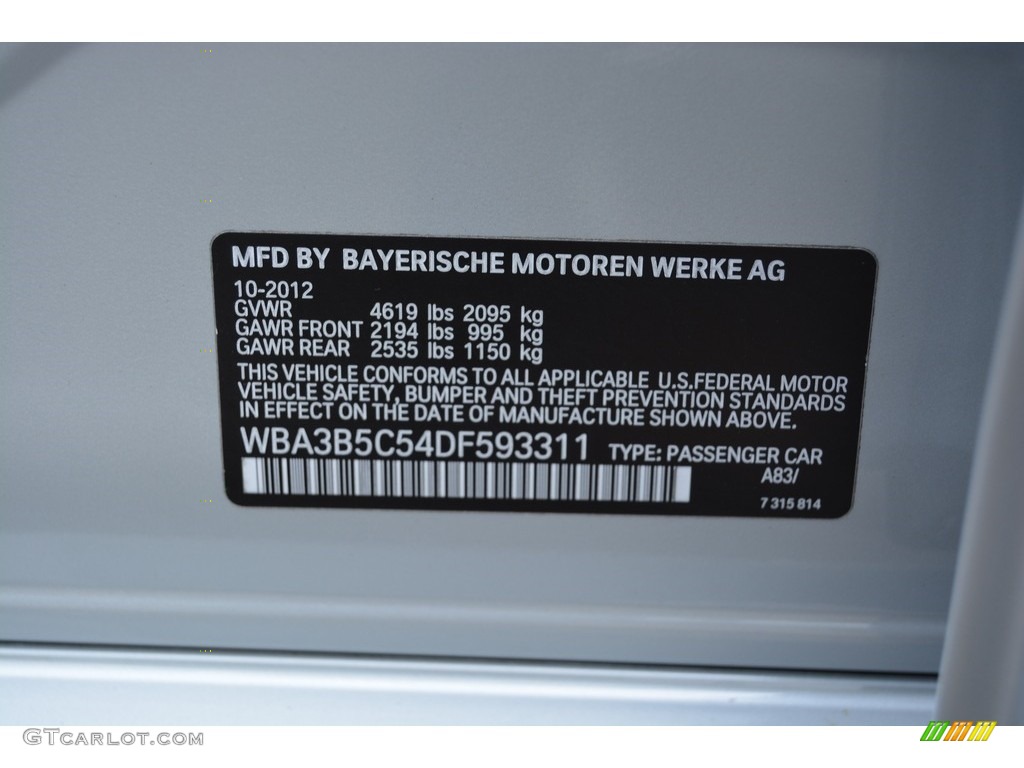 MFD BY BAYERISCHE MOTOREN WERKE AG
10-2012
GVWR 4619 lbs 2095 kg
GAWR FRONT 2194 lbs 995 kg
GAWR REAR 2535 lbs 1150 kg
THIS VEHICLE CONFORMS TO ALL APPLICABLE U.S.FEDERAL MOTOR
VEHICLE SAFETY, BUMPER AND THEFT PREVENTION STANDARDS
IN EFFECT ON THE DATE OF MANUFACTURE SHOWN ABOVE.
WBA3B5C54DF593311 TYPE: PASSENGER CAR
A83/
7 315 814
GTCARLOT.COM